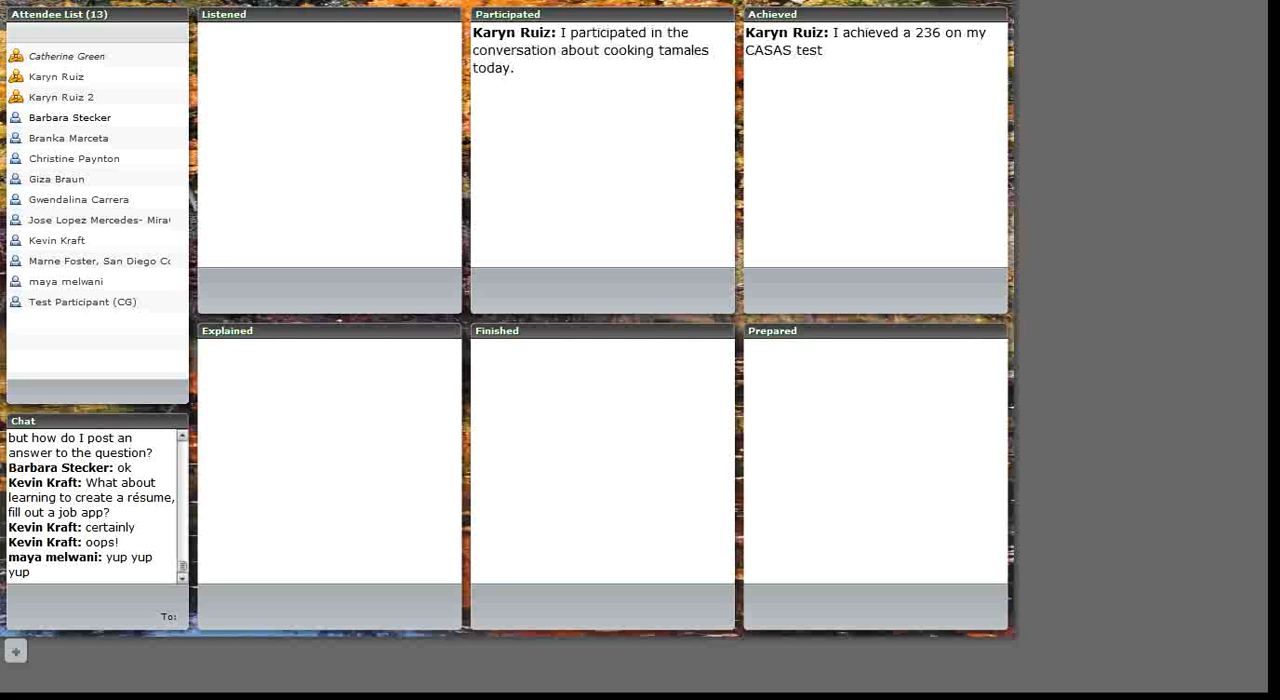 Attendee List (13)
Catherine Green
Karyn Ruiz
Karyn Ruiz 2
Barbara Stecker
Branka Marceta
Christine Paynton
Giza Braun
Gwendalina Carrera
Jose Lopez Mercedes-
Kevin Kraft
Marne Foster, San Diego
maya melwani
Test Participant (CG)
Chat
but how do I post an
answer to the question?
Barbara Stecker: ok
Kevin Kraft: What about
learning to create a résume,
fill out a job app?
Kevin Kraft: certainly
Kevin Kraft: oops!
maya melwani: yup yup
yup
To:
Listened
Participated
Karyn Ruiz: I participated in the
conversation about cooking tamales
today.
Achieved
Karyn Ruiz: I achieved a 236 on my
CASAS test
Explained
Finished
Prepared